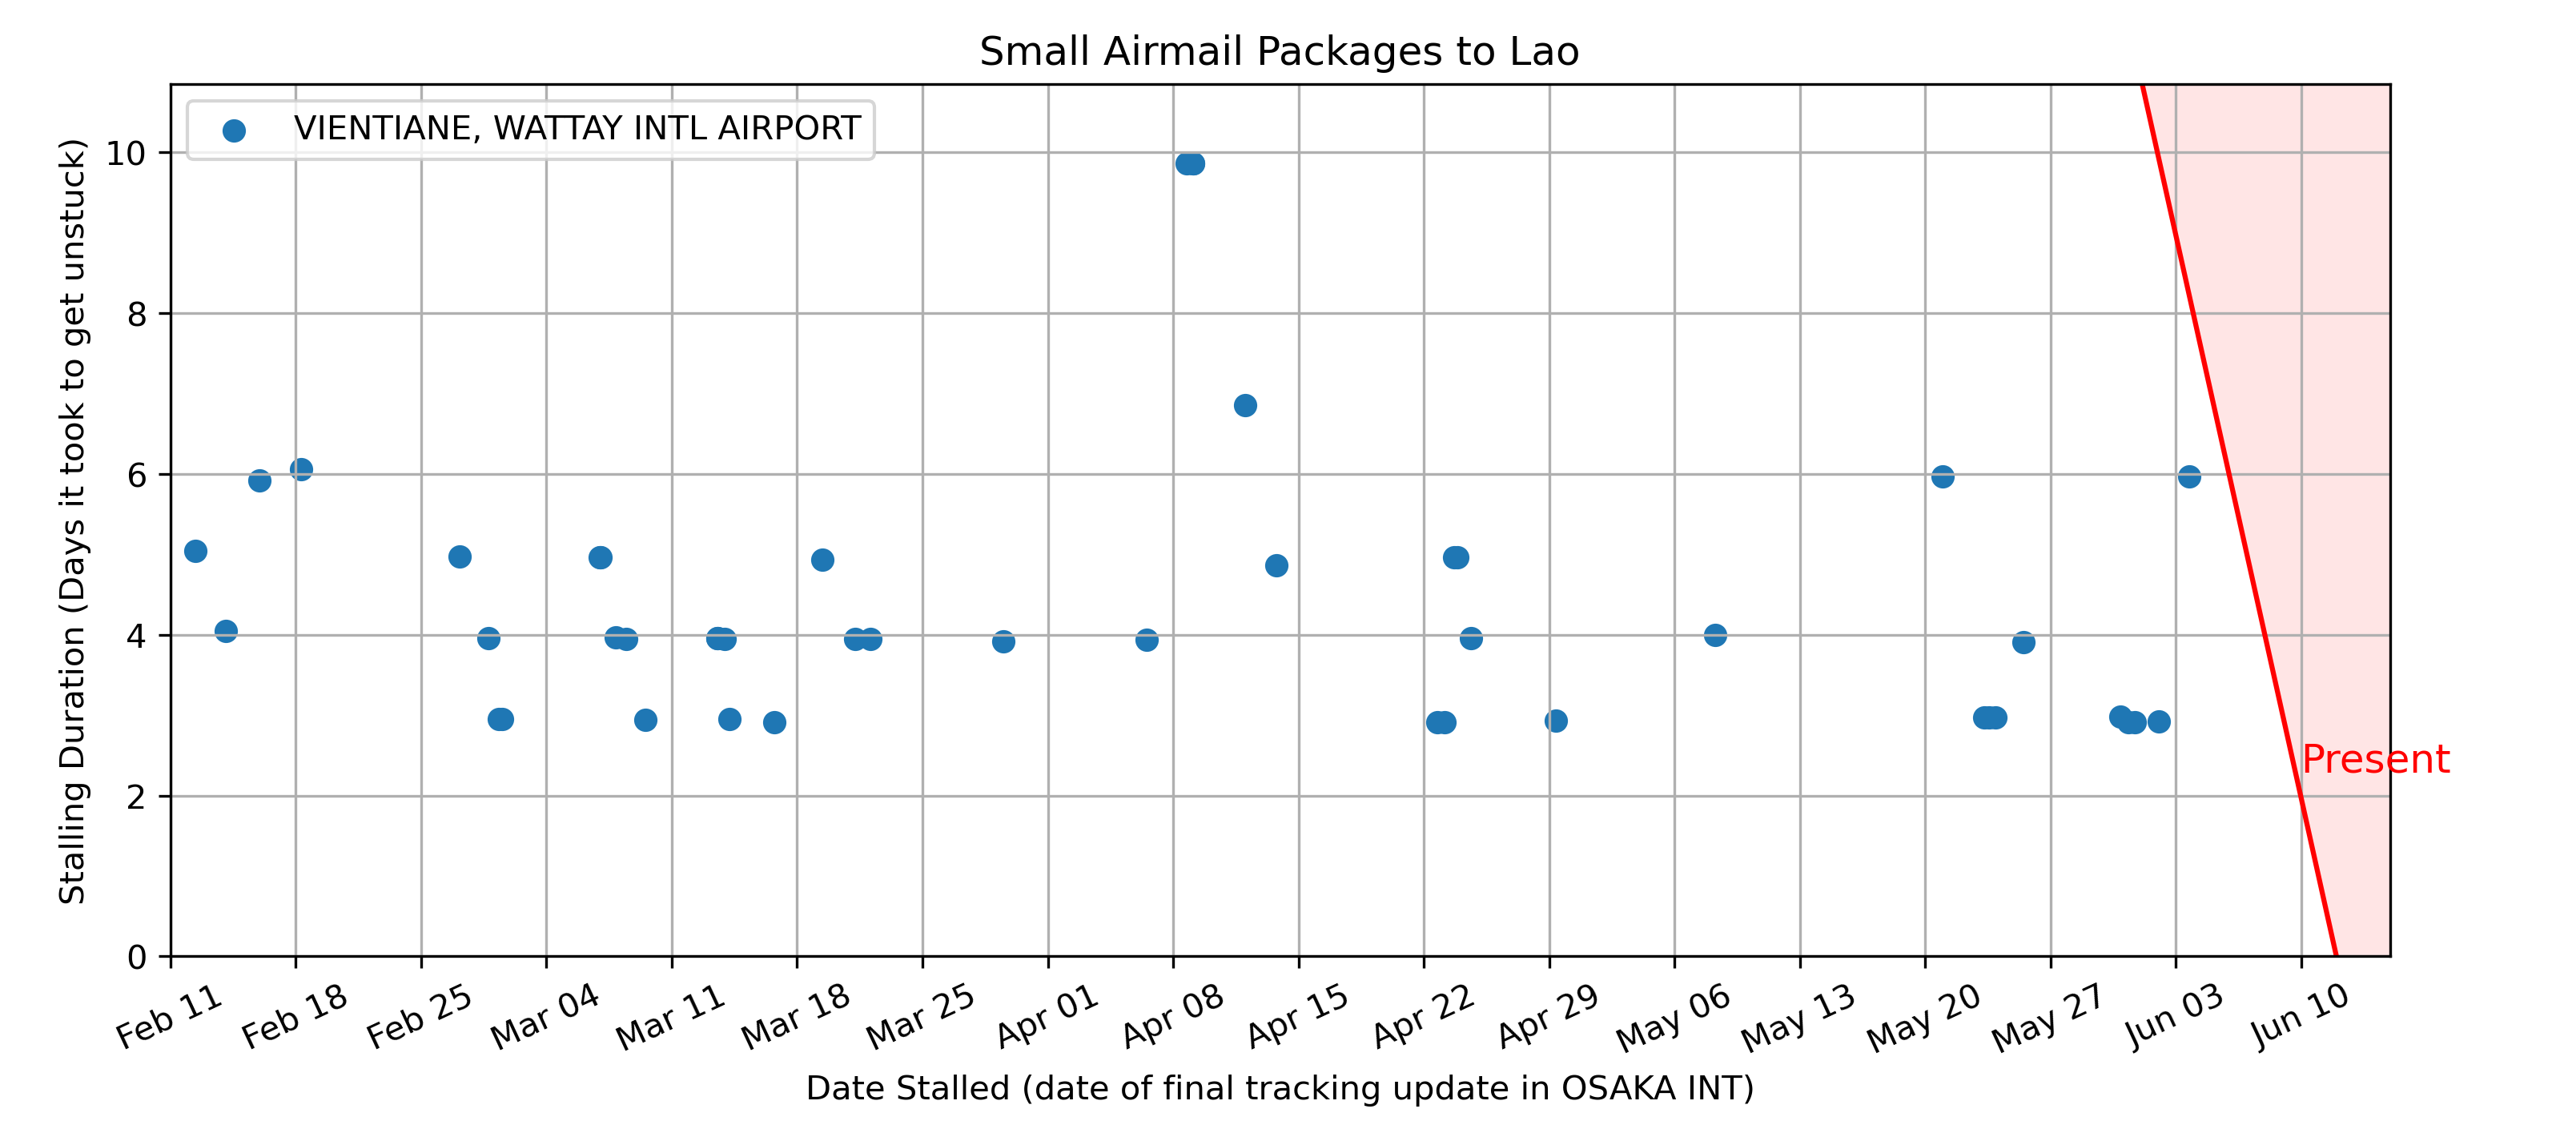 Small Airmail Packages to Lao
VIENTIANE, WATTAY INTL AIRPORT
Stalling Duration (Days it took to get unstuck)
10
8
6
4
2
0
Present
Feb 11
Feb 18
Feb 25
Mar 04
Mar 11
Mar 18
Mar 25
Apr 01
Apr 08
Apr 15
Apr 22
Apr 29
May 06
May 13
May 20
May 27
Jun 03
Jun 10
Date Stalled (date of final tracking update in OSAKA INT)